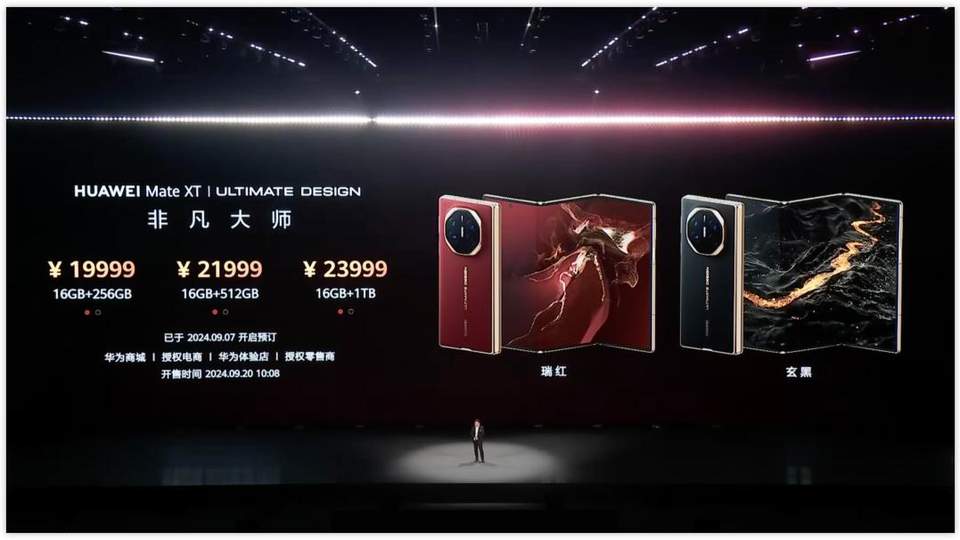 HUAWEI Mate XT | ULTIMATE DESIGN
非凡大师
¥ 19999 ¥ 21999 ¥ 23999
16GB+256GB 16GB+512GB 16GB+1TB
已于 2024.09.07 开启预订
华为商城 | 授权电商 | 华为体验店 | 授权零售商
开售时间 2024.09.20 10:08
瑞红
玄黑